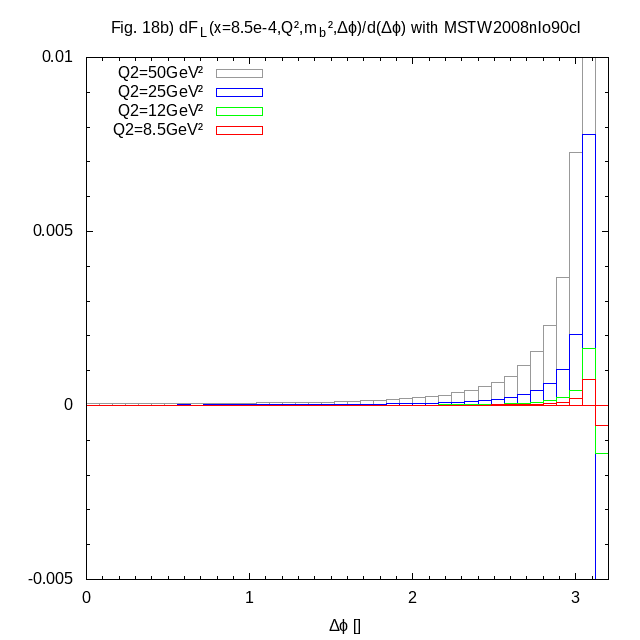 Fig. 18b) dF_L(x=8.5e-4,Q²,m_b²,Δϕ)/d(Δϕ) with MSTW2008nlo90cl
0.01
Q2=50GeV²
Q2=25GeV²
Q2=12GeV²
Q2=8.5GeV²
0.005
0
-0.005
0 1 2 3
Δϕ []